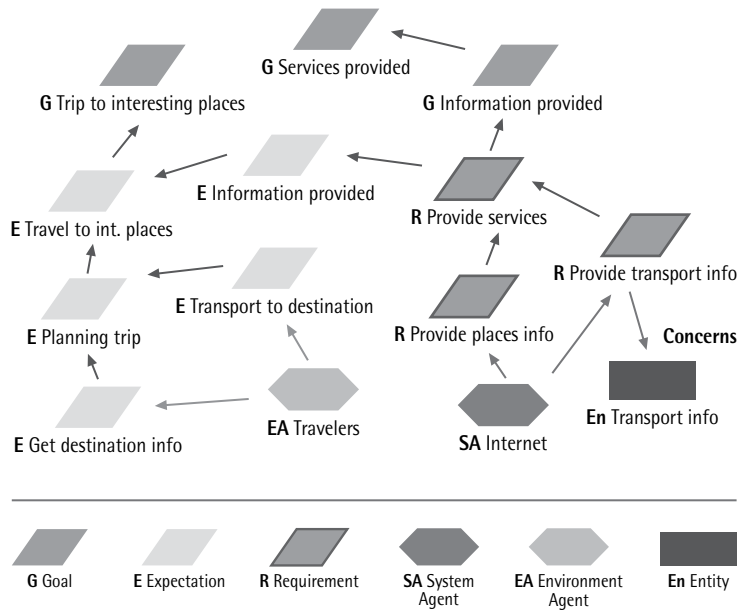 G Services provided
G Trip to interesting places
G Information provided
E Information provided
E Travel to int. places
R Provide services
R Provide transport info
E Transport to destination
E Planning trip
R Provide places info
Concerns
EA Travelers
En Transport info
SA Internet
E Get destination info
G Goal
E Expectation
R Requirement
SA System
Agent
EA Environment
Agent
En Entity